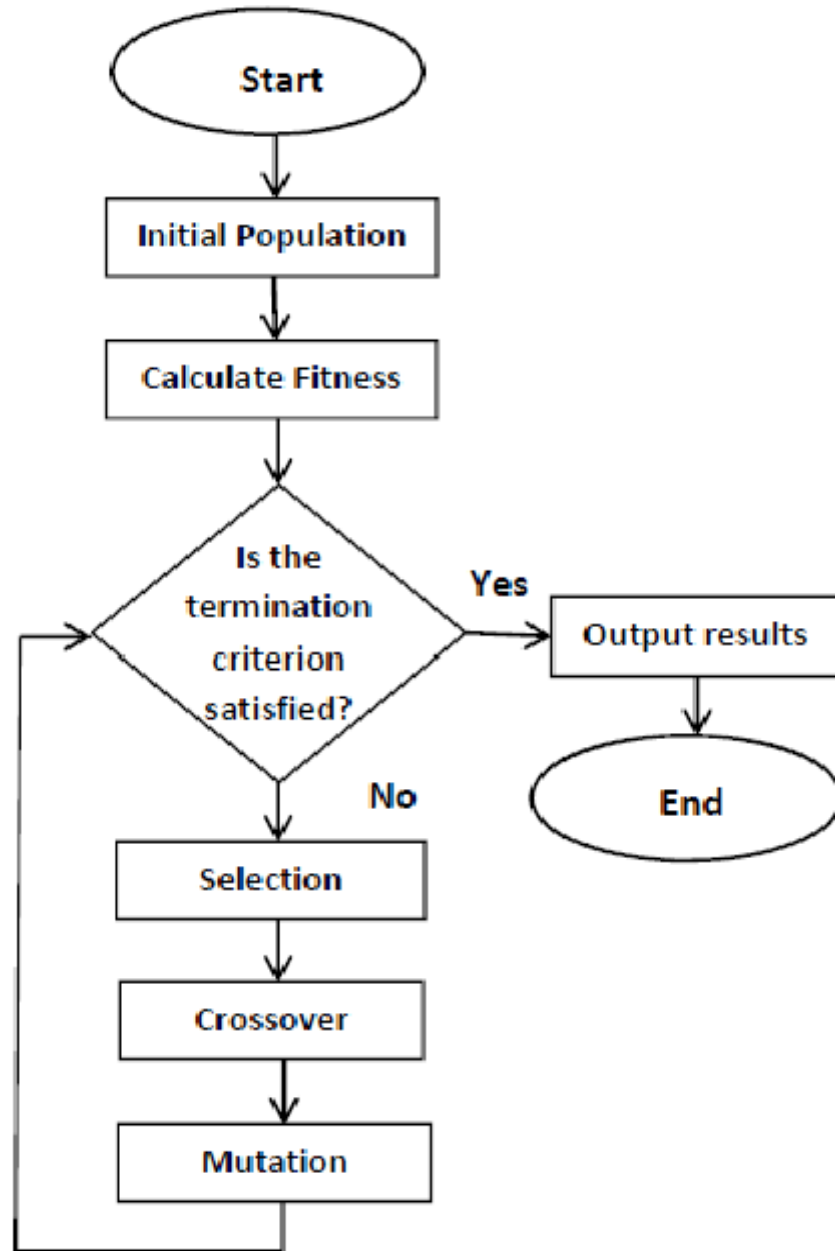 Start
Initial Population
Calculate Fitness
Is the
termination
criterion
satisfied?
Yes
Output results
End
No
Selection
Crossover
Mutation